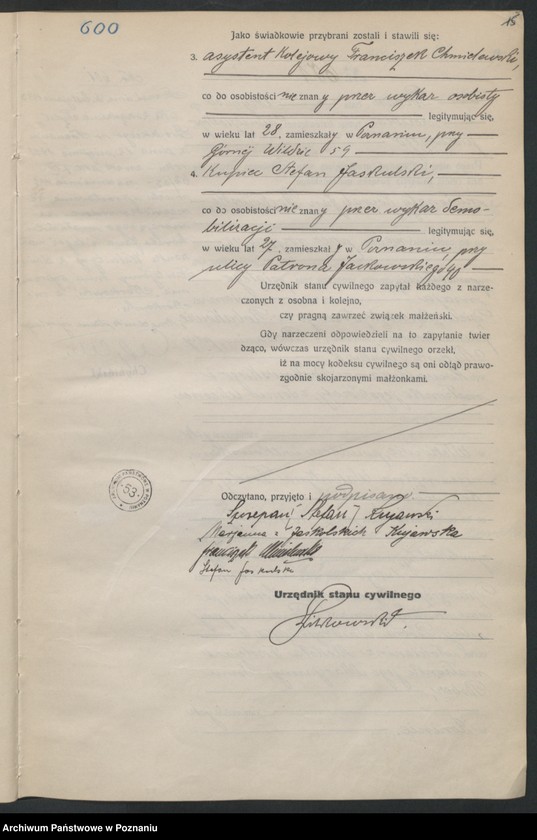 600
15
Jako świadkowie przybrani zostali i stawili się:
3. asystent kolejowy Franciszek Chmielewski,
co do osobistości nie znany przez wykaz osobisty
legitymując się,
w wieku lat 28, zamieszkały w Poznaniu, przy
Górnej Wildzie 59
4. Kupiec Stefan Jaskulski,
co do osobistości nie znany przez wykaz demo-
bilizacji
legitymując się,
w wieku lat 27, zamieszkały w Poznaniu, przy
ulicy Patrona Jackowskiego 40
Urzędnik stanu cywilnego zapytał każdego z narze-
czonych z osobna i kolejno,
czy pragną zawrzeć związek małżeński.
Gdy narzeczeni odpowiedzieli na to zapytanie twier
dząco, wówczas urzędnik stanu cywilnego orzekł,
iż na mocy kodeksu cywilnego są oni odtąd prawo-
zgodnie skojarzonymi małżonkami.
Odczytano, przyjęto i podpisano
Szczepan Stefan Kujawski
Marjanna z Jaskólskich Kujawska
Franciszek
Stefan Jaskulski
Urzędnik stanu cywilnego
53
Archiwum Państwowe w Poznaniu